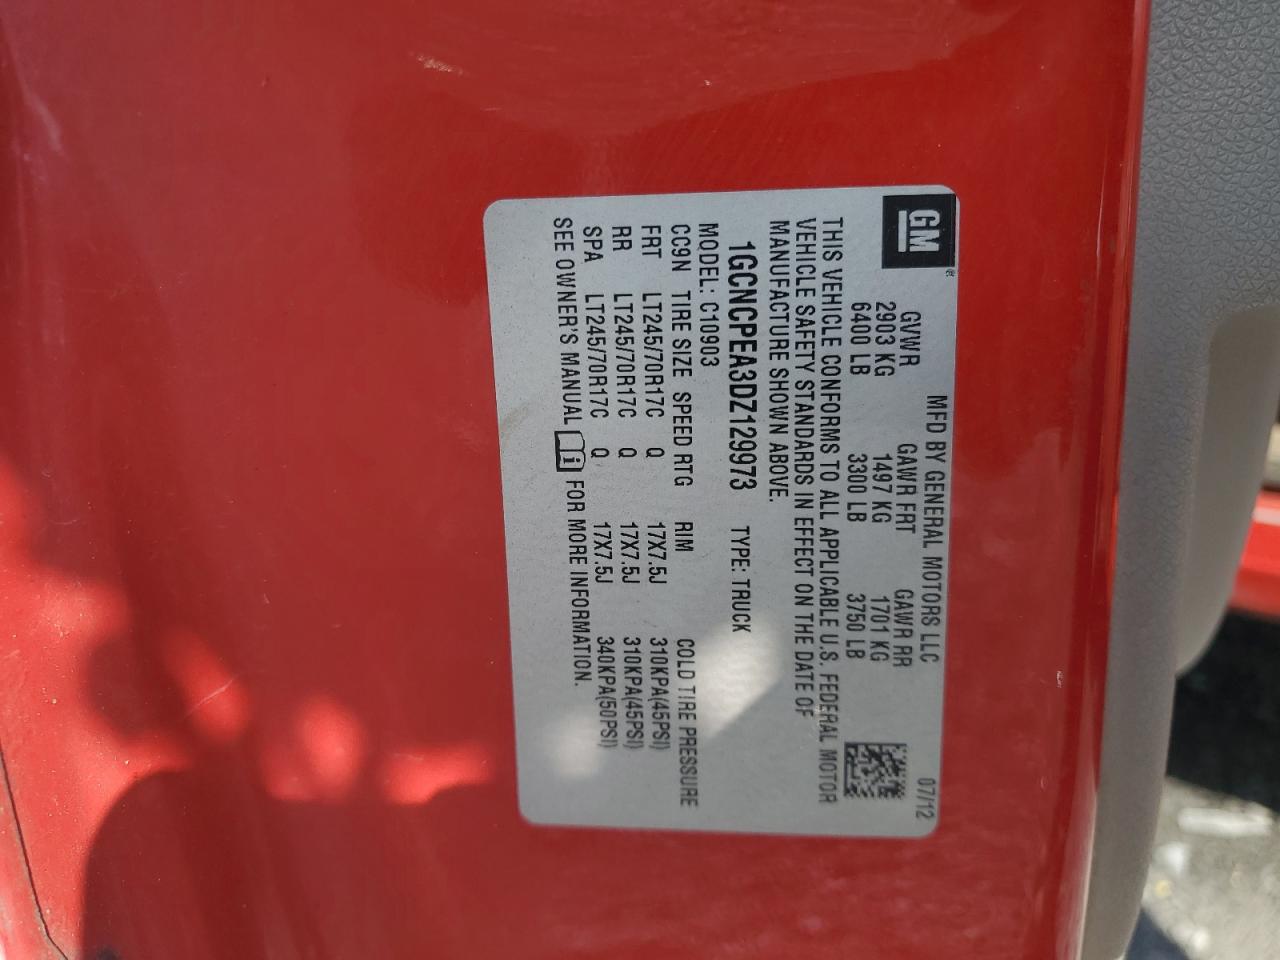 GM
MFD BY GENERAL MOTORS LLC 07/12
GVWR GAWR FRT GAWR RR
2903 KG 1497 KG 1701 KG
6400 LB 3300 LB 3750 LB
THIS VEHICLE CONFORMS TO ALL APPLICABLE U.S. FEDERAL MOTOR
VEHICLE SAFETY STANDARDS IN EFFECT ON THE DATE OF
MANUFACTURE SHOWN ABOVE.
1GCNCPEA3DZ129973 TYPE: TRUCK
MODEL: C10903
CC9N TIRE SIZE SPEED RTG RIM COLD TIRE PRESSURE
FRT LT245/70R17C Q 17X7.5J 310KPA(45PSI)
RR LT245/70R17C Q 17X7.5J 310KPA(45PSI)
SPA LT245/70R17C Q 17X7.5J 340KPA(50PSI)
SEE OWNER'S MANUAL i FOR MORE INFORMATION.